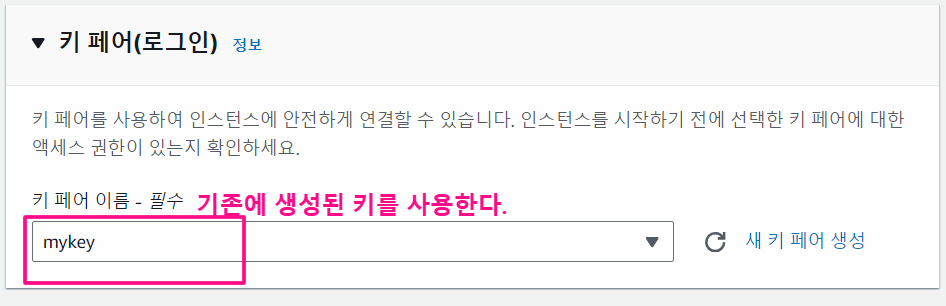 ▼ 키 페어(로그인) 정보
키 페어를 사용하여 인스턴스에 안전하게 연결할 수 있습니다. 인스턴스를 시작하기 전에 선택한 키 페어에 대한
액세스 권한이 있는지 확인하세요.
키 페어 이름 - 필수 기존에 생성된 키를 사용한다.
mykey 새 키 페어 생성